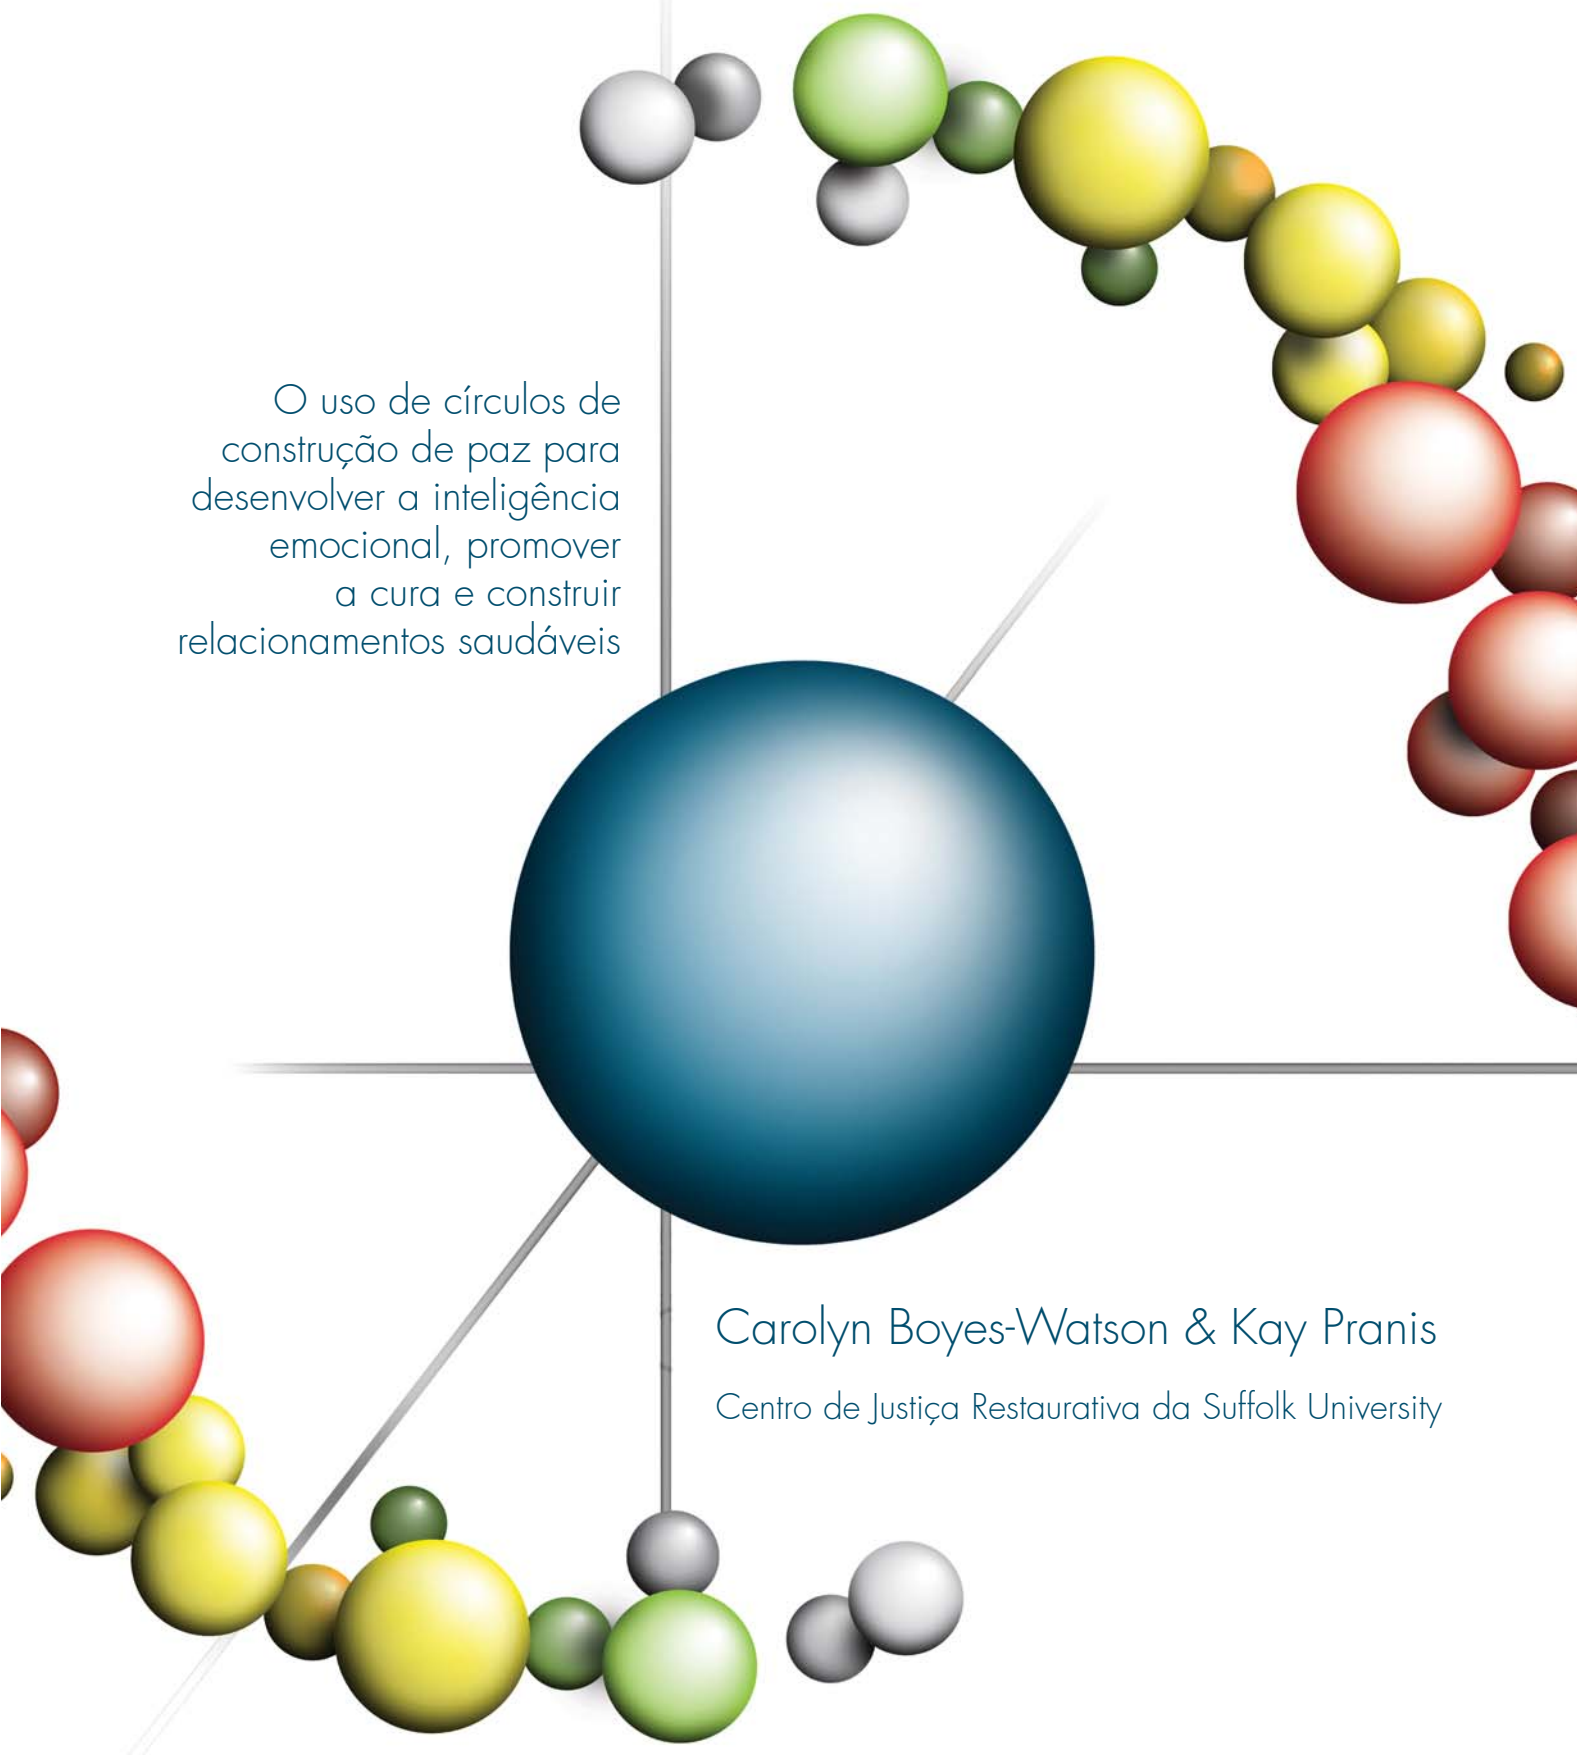 O uso de círculos de
construção de paz para
desenvolver a inteligência
emocional, promover
a cura e construir
relacionamentos saudáveis
Carolyn Boyes-Watson & Kay Pranis
Centro de Justiça Restaurativa da Suffolk University